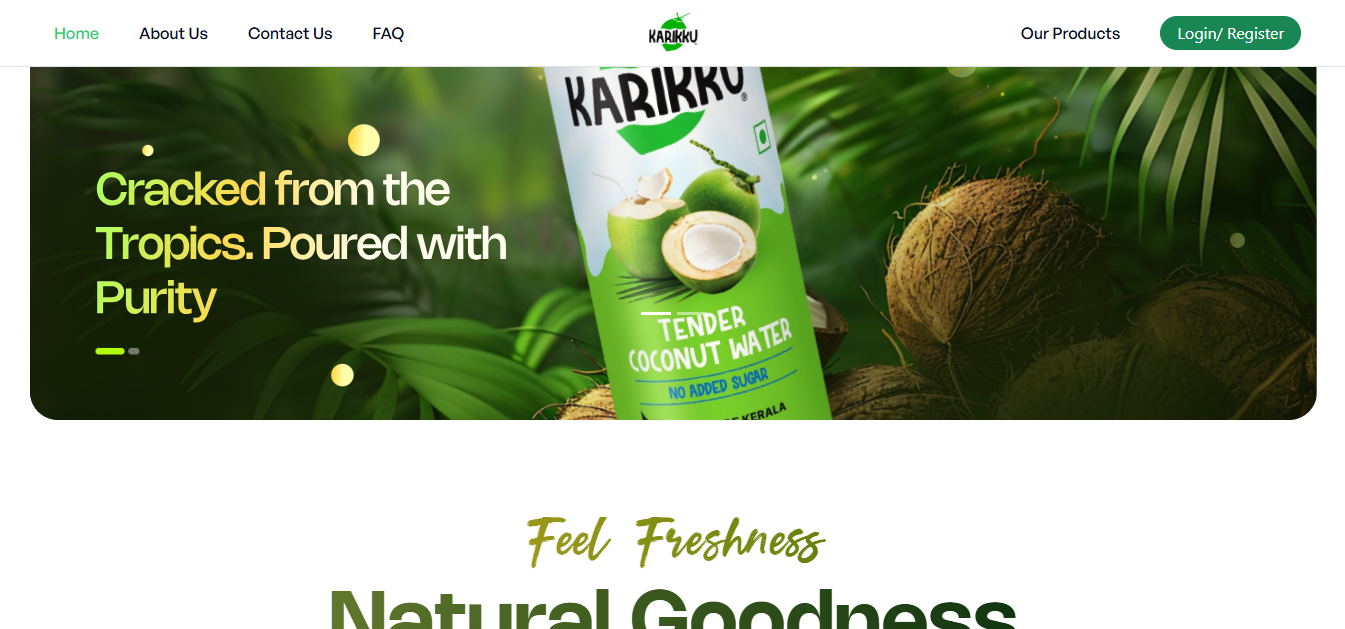 Home
About Us
Contact Us
FAQ
KARIKKU
Our Products
Login/ Register
KARIKKU
®
Cracked from the
Tropics. Poured with
Purity
TENDER
COCONUT WATER
NO ADDED SUGAR
KERALA
Feel Freshness
Natural Goodness